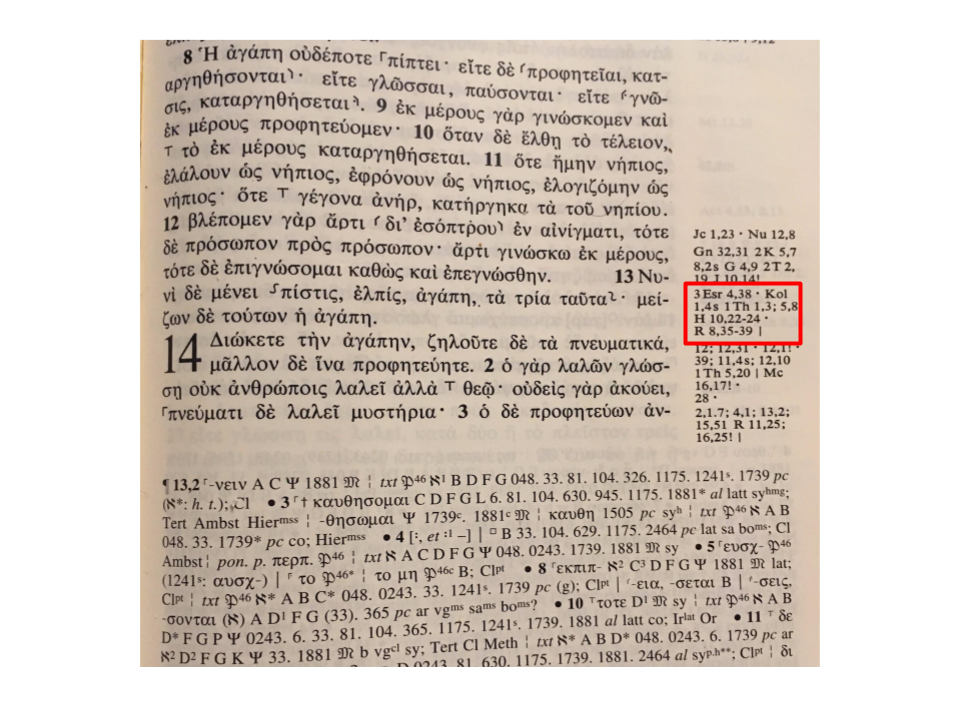 8 Ἡ ἀγάπη οὐδέποτε ⸀πίπτει· εἴτε δὲ ⸂προφητεῖαι, κατ-
αργηθήσονται⸃· εἴτε γλῶσσαι, παύσονται· εἴτε ⸂γνῶ-
σις, καταργηθήσεται⸃. 9 ἐκ μέρους γὰρ γινώσκομεν καὶ
ἐκ μέρους προφητεύομεν· 10 ὅταν δὲ ἔλθῃ τὸ τέλειον,
⸆ τὸ ἐκ μέρους καταργηθήσεται. 11 ὅτε ἤμην νήπιος,
ἐλάλουν ὡς νήπιος, ἐφρόνουν ὡς νήπιος, ἐλογιζόμην ὡς
νήπιος· ὅτε ⸆ γέγονα ἀνήρ, κατήργηκα τὰ τοῦ νηπίου.
12 βλέπομεν γὰρ ἄρτι ⸂δι' ἐσόπτρου⸃ ἐν αἰνίγματι, τότε
δὲ πρόσωπον πρὸς πρόσωπον· ἄρτι γινώσκω ἐκ μέρους,
τότε δὲ ἐπιγνώσομαι καθὼς καὶ ἐπεγνώσθην. 13 Νυ-
νὶ δὲ μένει ⸉πίστις, ἐλπίς, ἀγάπη, τὰ τρία ταῦτα⸊· μεί-
ζων δὲ τούτων ἡ ἀγάπη.
14 Διώκετε τὴν ἀγάπην, ζηλοῦτε δὲ τὰ πνευματικά,
μᾶλλον δὲ ἵνα προφητεύητε. 2 ὁ γὰρ λαλῶν γλώσ-
σῃ οὐκ ἀνθρώποις λαλεῖ ἀλλὰ ⸆ θεῷ· οὐδεὶς γὰρ ἀκούει,
⸀πνεύματι δὲ λαλεῖ μυστήρια· 3 ὁ δὲ προφητεύων ἀν-
Jc 1,23 · Nu 12,8
Gn 32,31 2K 5,7
8,2s G 4,9 2T 2,
19 J 10,14!
3Esr 4,38 · Kol
1,4s 1Th 1,3; 5,8
H 10,22-24 ·
R 8,35-39 |
12; 12,31 · 12,1! ·
39; 11,4s; 12,10
1Th 5,20 | Mc
16,17! ·
28 ·
2,1.7; 4,1; 13,2;
15,51 R 11,25;
16,25! |
¶ 13,2 ⸀-νειν A C Ψ 1881 𝔐 ¦ txt 𝔓46 ℵ1 B D F G 048. 33. 81. 104. 326. 1175. 1241s. 1739 pc
(ℵ*: h. t.); Cl • 3 ⸀† καυθησομαι C D F G L 6. 81. 104. 630. 945. 1175. 1881* al latt syhmg;
Tert Ambst Hiermss ¦ -θησωμαι Ψ 1739c. 1881c 𝔐 ¦ καυθη 1505 pc syh ¦ txt 𝔓46 ℵ A B
048. 33. 1739* pc co; Hiermss • 4 [:, et :1 –] | ▫ B 33. 104. 629. 1175. 2464 pc lat sa boms; Cl
Ambst ¦ pon. p. περπ. 𝔓46 ¦ txt ℵ A C D F G Ψ 048. 0243. 1739. 1881 𝔐 sy • 5 ⸀ευσχ- 𝔓46
(1241s: αυσχ-) | ⸀ το 𝔓46* ¦ το μη 𝔓46c B; Clpt • 8 ⸀εκπιπ- ℵ2 C3 D F G Ψ 1881 𝔐 lat;
Clpt ¦ txt 𝔓46 ℵ* A B C* 048. 0243. 33. 1241s. 1739 pc (g); Clpt | ⸂-εια, -σεται B | ⸂-σεις,
-σονται (ℵ) A D1 F G (33). 365 pc ar vgms sams boms? • 10 ⸆τοτε D1 𝔐 sy ¦ txt 𝔓46 ℵ A B
D* F G P Ψ 0243. 6. 33. 81. 104. 365. 1175. 1241s. 1739. 1881 al latt co; Irlat Or • 11 ⸆ δε
ℵ2 D2 F G K Ψ 33. 1881 𝔐 b vgcl sy; Tert Cl Meth ¦ txt ℵ* A B D* 048. 0243. 6. 1739 pc ar
D 0243. 81. 630. 1175. 1739. 1881. 2464 al syp.h**; Clpt ¦ δι